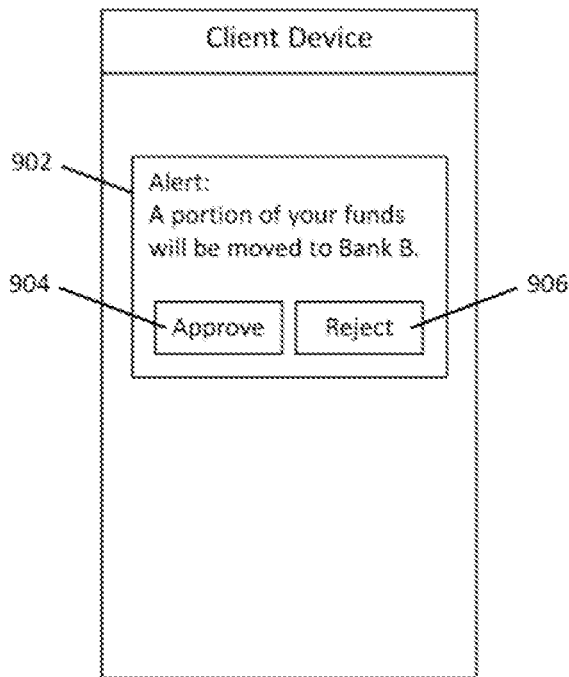 Client Device
902
Alert:
A portion of your funds
will be moved to Bank B.
904
906
Approve
Reject